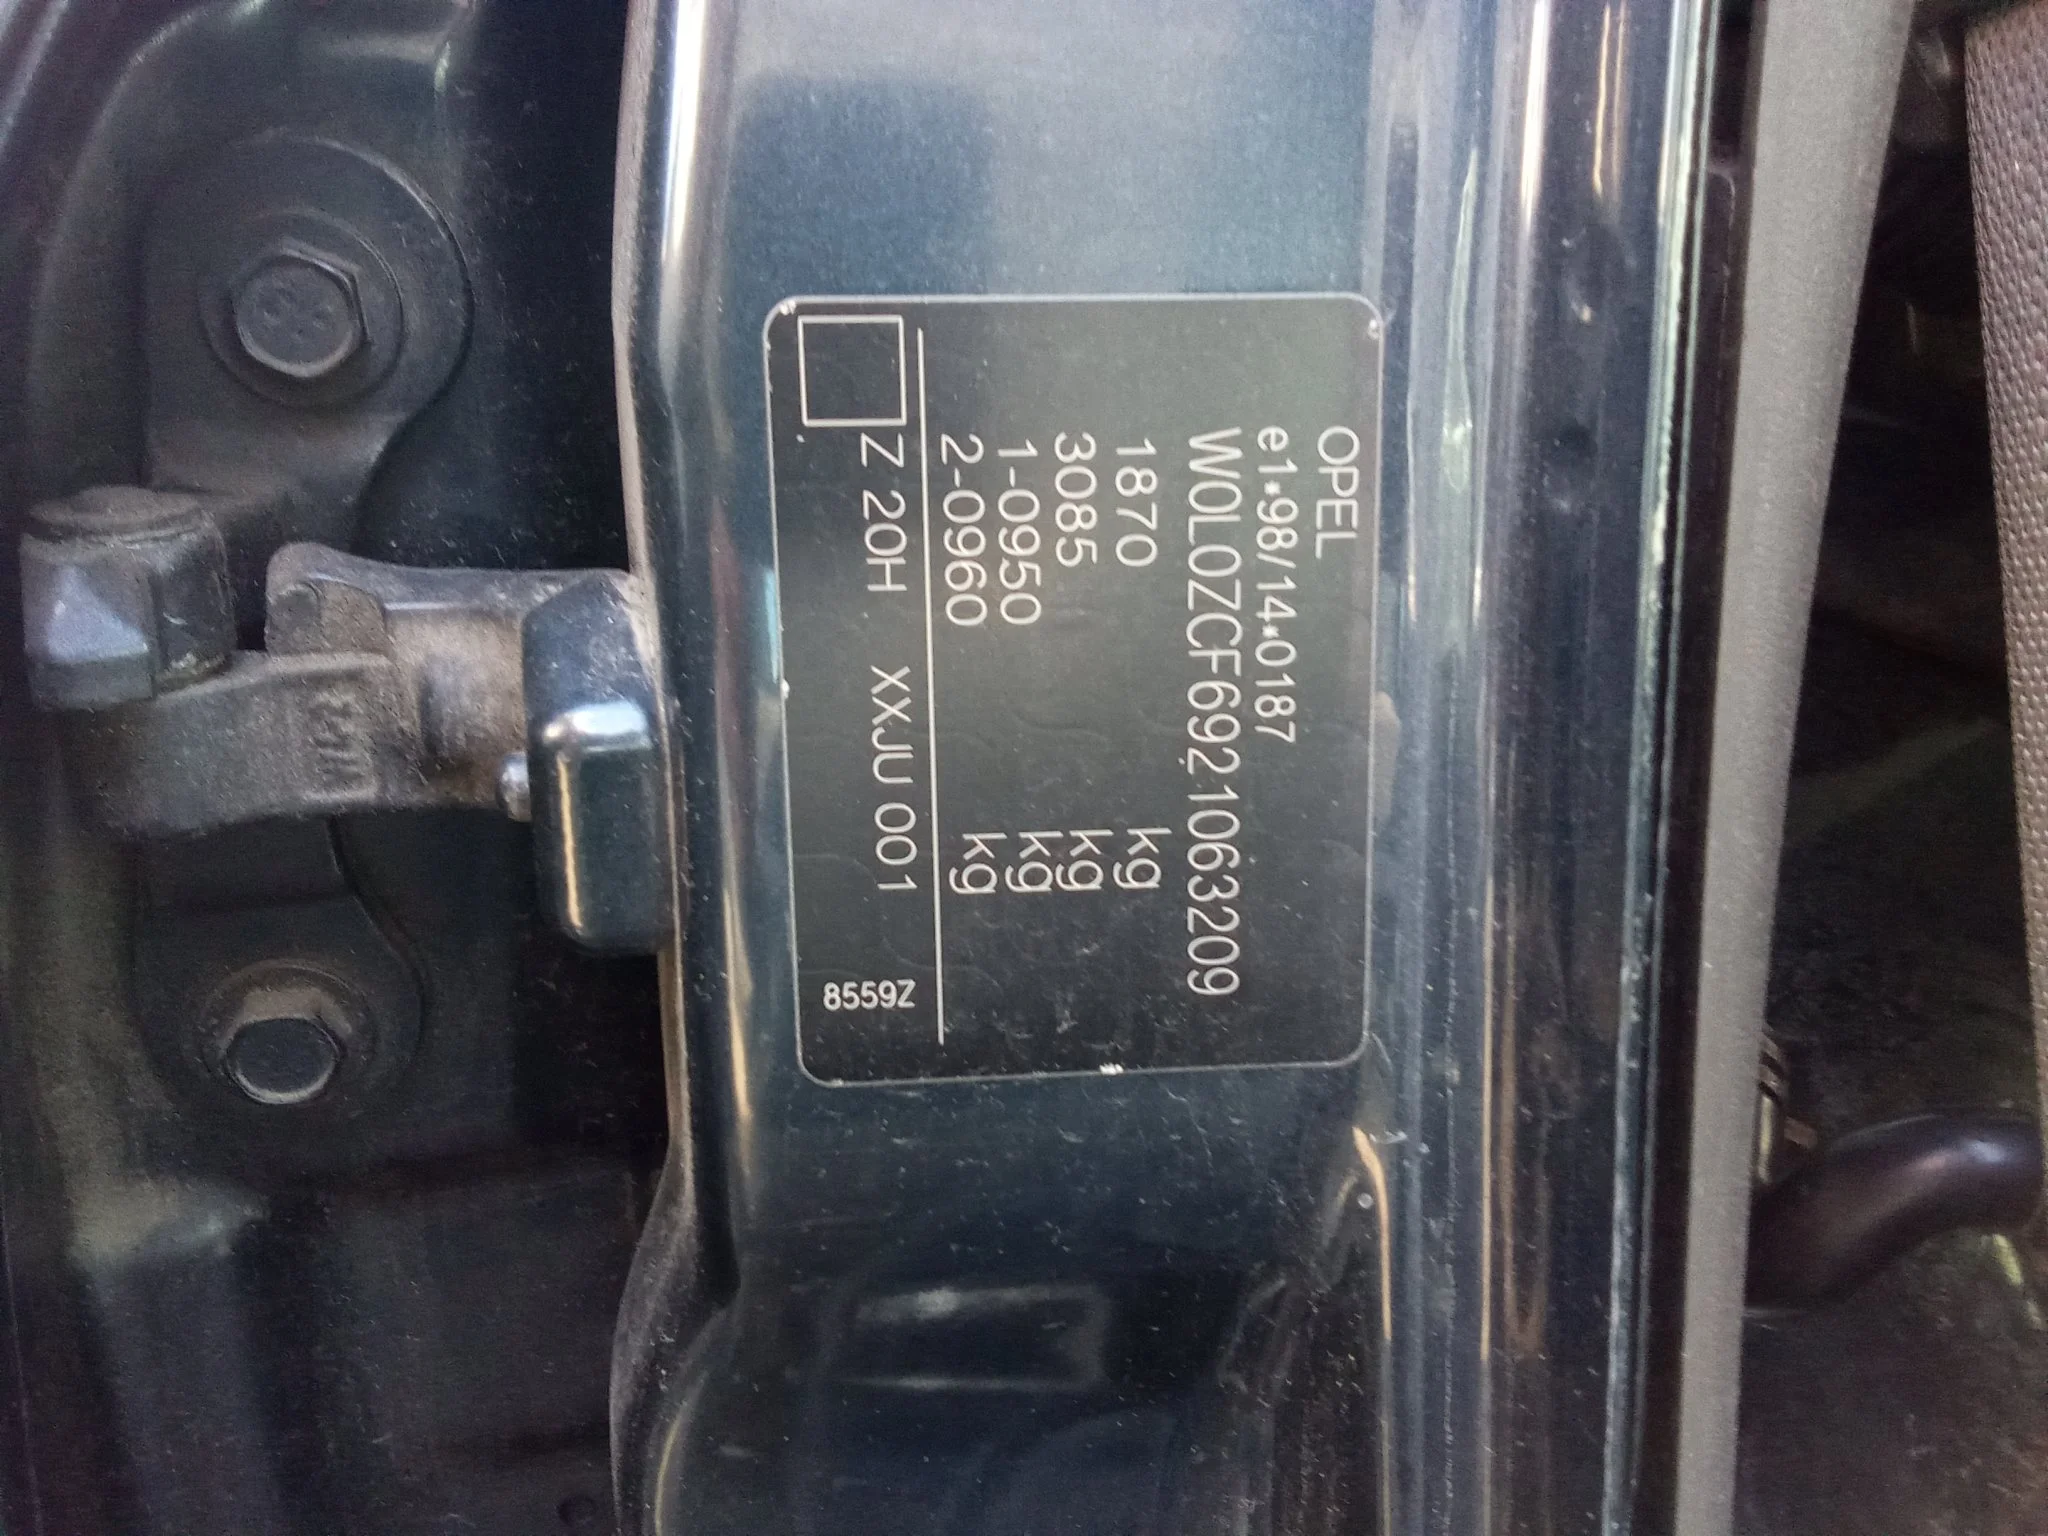 OPEL
e1*98/14*0187
W0L0ZCF6921063209
1870 kg
3085 kg
1-0950 kg
2-0960 kg
Z 20H XXJU 001
8559Z